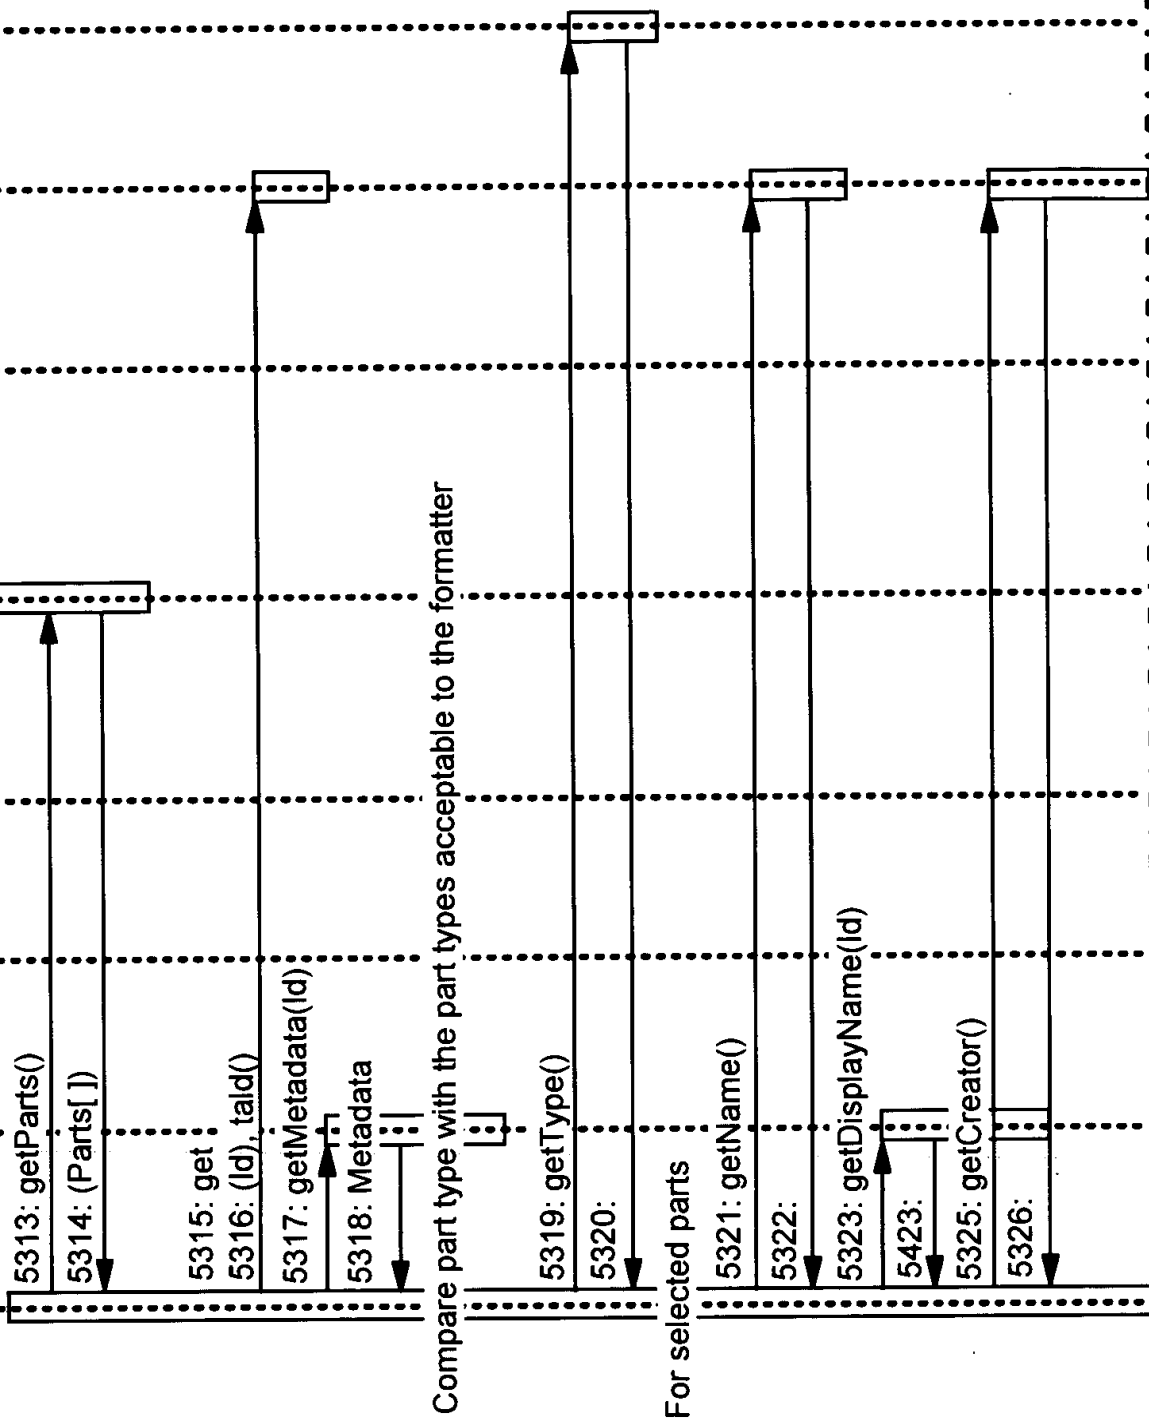 5313: getParts()
5314: (Parts[ ])
5315: get
5316: (Id), taId()
5317: getMetadata(Id)
5318: Metadata
Compare part type with the part types acceptable to the formatter
5319: getType()
5320:
For selected parts
5321: getName()
5322:
5323: getDisplayName(Id)
5423:
5325: getCreator()
5326: